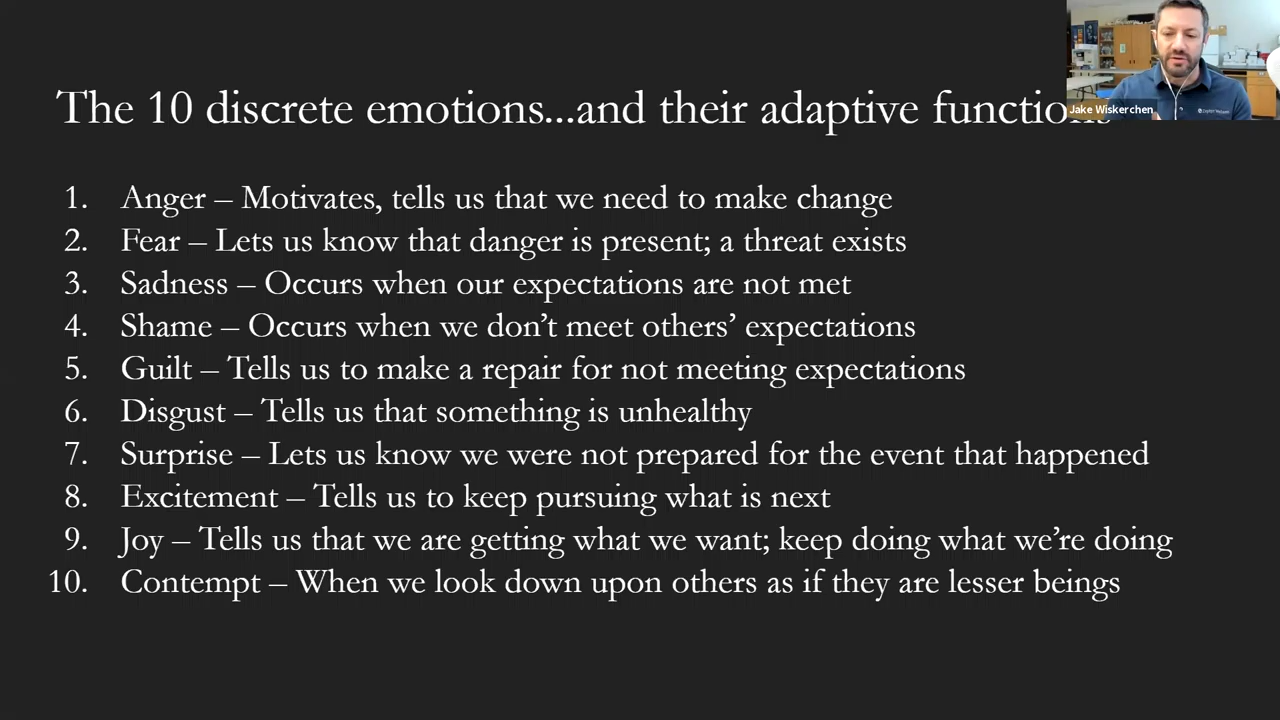 The 10 discrete emotions...and their adaptive functions
Jake Wiskerchen
1. Anger – Motivates, tells us that we need to make change
2. Fear – Lets us know that danger is present; a threat exists
3. Sadness – Occurs when our expectations are not met
4. Shame – Occurs when we don’t meet others’ expectations
5. Guilt – Tells us to make a repair for not meeting expectations
6. Disgust – Tells us that something is unhealthy
7. Surprise – Lets us know we were not prepared for the event that happened
8. Excitement – Tells us to keep pursuing what is next
9. Joy – Tells us that we are getting what we want; keep doing what we’re doing
10. Contempt – When we look down upon others as if they are lesser beings